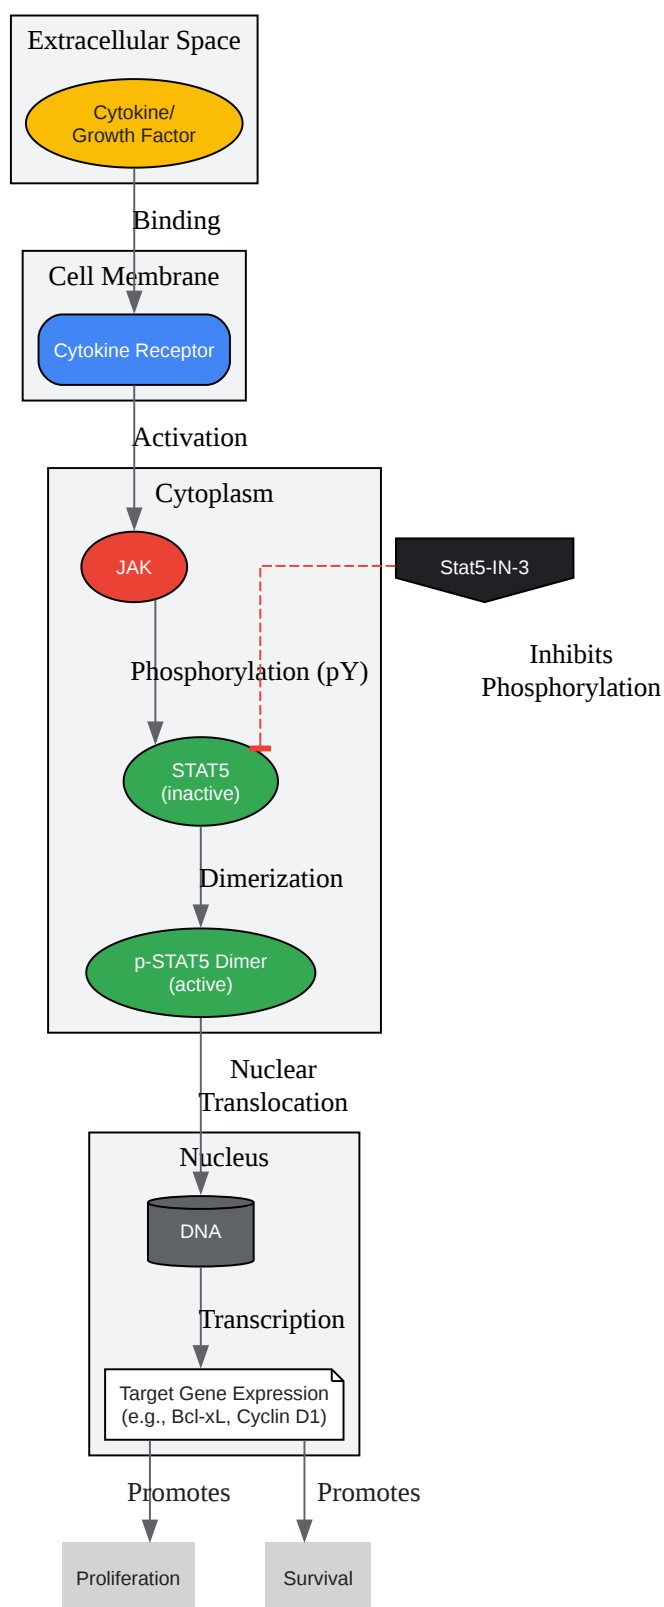 Extracellular Space
Cytokine/
Growth Factor
Binding
Cell Membrane
Cytokine Receptor
Activation
Cytoplasm
JAK
Stat5-IN-3
Inhibits
Phosphorylation
Phosphorylation (pY)
STAT5
(inactive)
Dimerization
p-STAT5 Dimer
(active)
Nuclear
Translocation
Nucleus
DNA
Transcription
Target Gene Expression
(e.g., Bcl-xL, Cyclin D1)
Promotes
Promotes
Proliferation
Survival